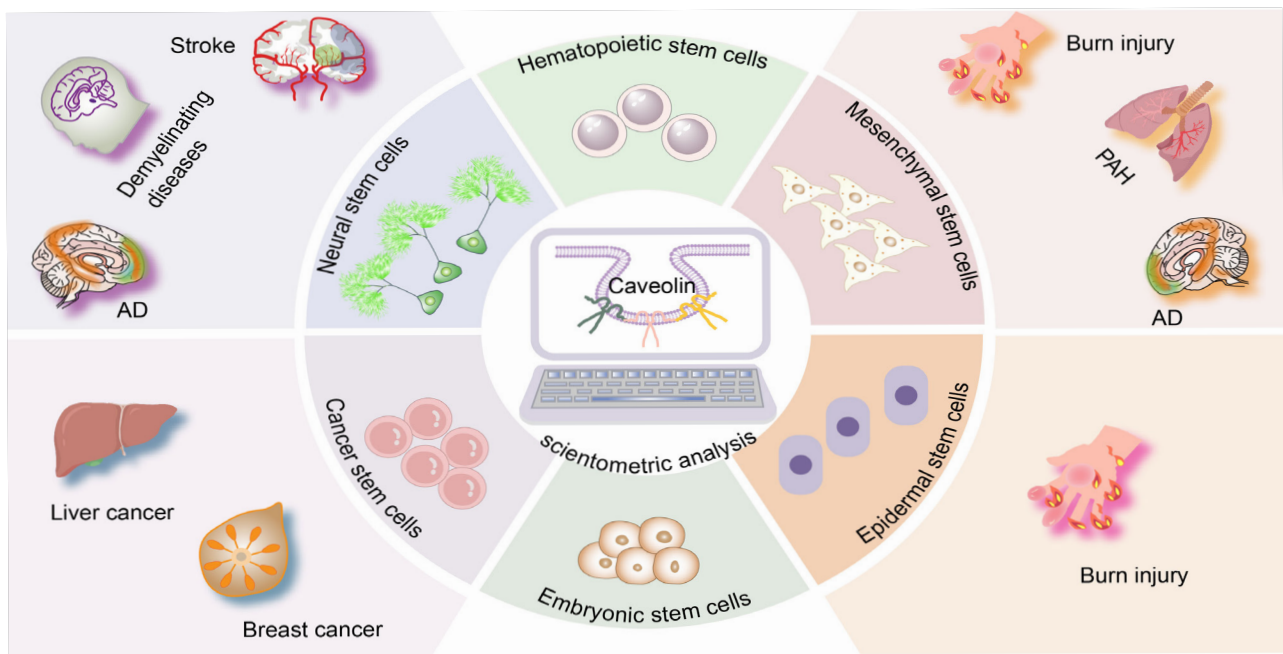 Stroke
Demyelinating
diseases
AD
Neural stem cells
Hematopoietic stem cells
Mesenchymal stem cells
Burn injury
PAH
AD
Caveolin
scientometric analysis
Cancer stem cells
Liver cancer
Breast cancer
Embryonic stem cells
Epidermal stem cells
Burn injury